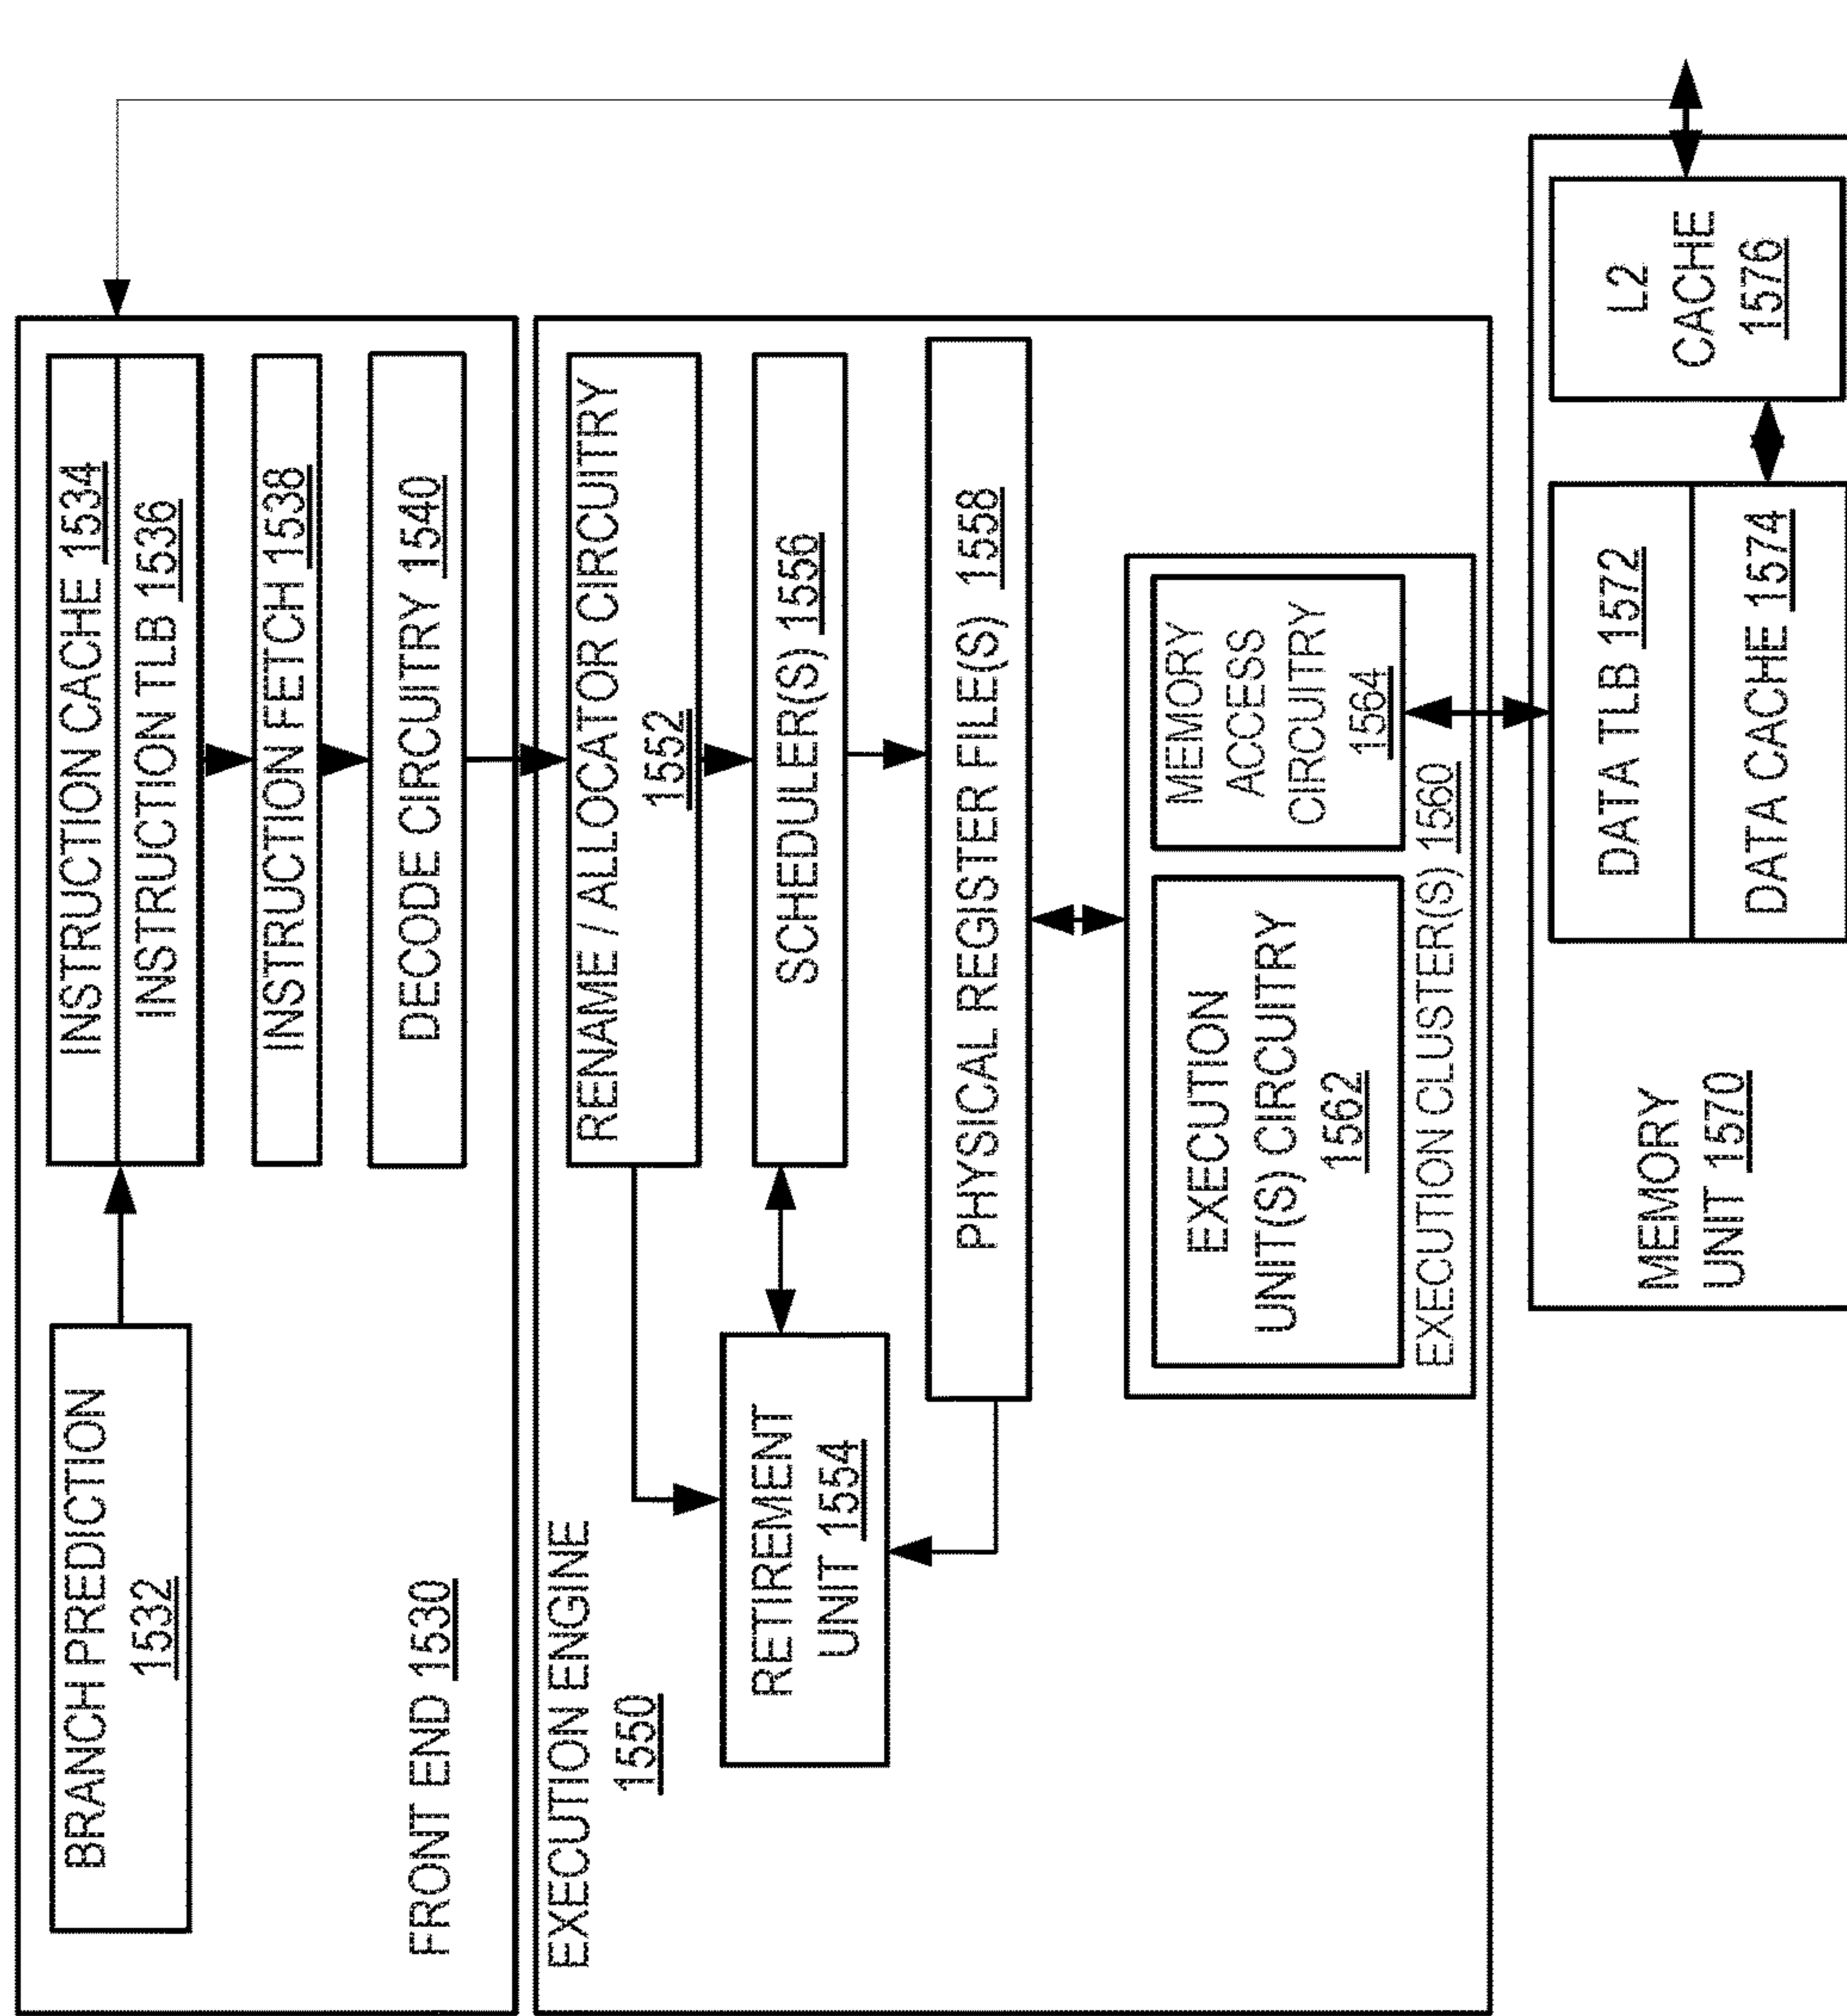 BRANCH PREDICTION
1532
INSTRUCTION CACHE 1534
INSTRUCTION TLB 1536
INSTRUCTION FETCH 1538
DECODE CIRCUITRY 1540
FRONT END 1530
EXECUTION ENGINE
1550
RENAME / ALLOCATOR CIRCUITRY
1552
RETIREMENT
UNIT 1554
SCHEDULER(S) 1556
PHYSICAL REGISTER FILE(S) 1558
EXECUTION
UNIT(S) CIRCUITRY
1562
MEMORY
ACCESS
CIRCUITRY
1564
EXECUTION CLUSTER(S) 1560
MEMORY
UNIT 1570
DATA TLB 1572
DATA CACHE 1574
L2
CACHE
1576